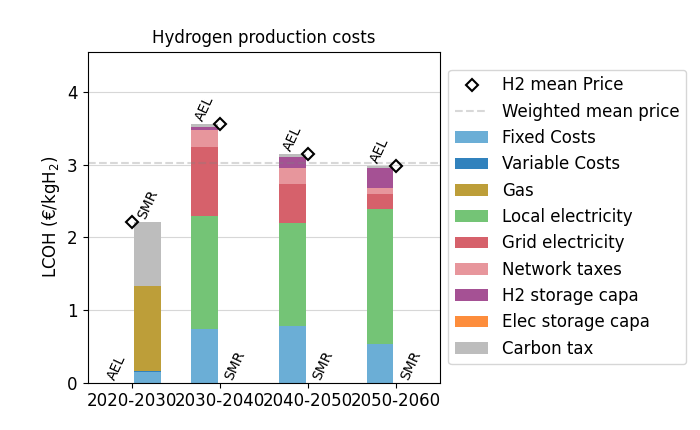 Hydrogen production costs
LCOH (€/kgH₂)
4
3
2
1
0
AEL
SMR
AEL
SMR
AEL
SMR
AEL
SMR
2020-2030
2030-2040
2040-2050
2050-2060
H2 mean Price
Weighted mean price
Fixed Costs
Variable Costs
Gas
Local electricity
Grid electricity
Network taxes
H2 storage capa
Elec storage capa
Carbon tax